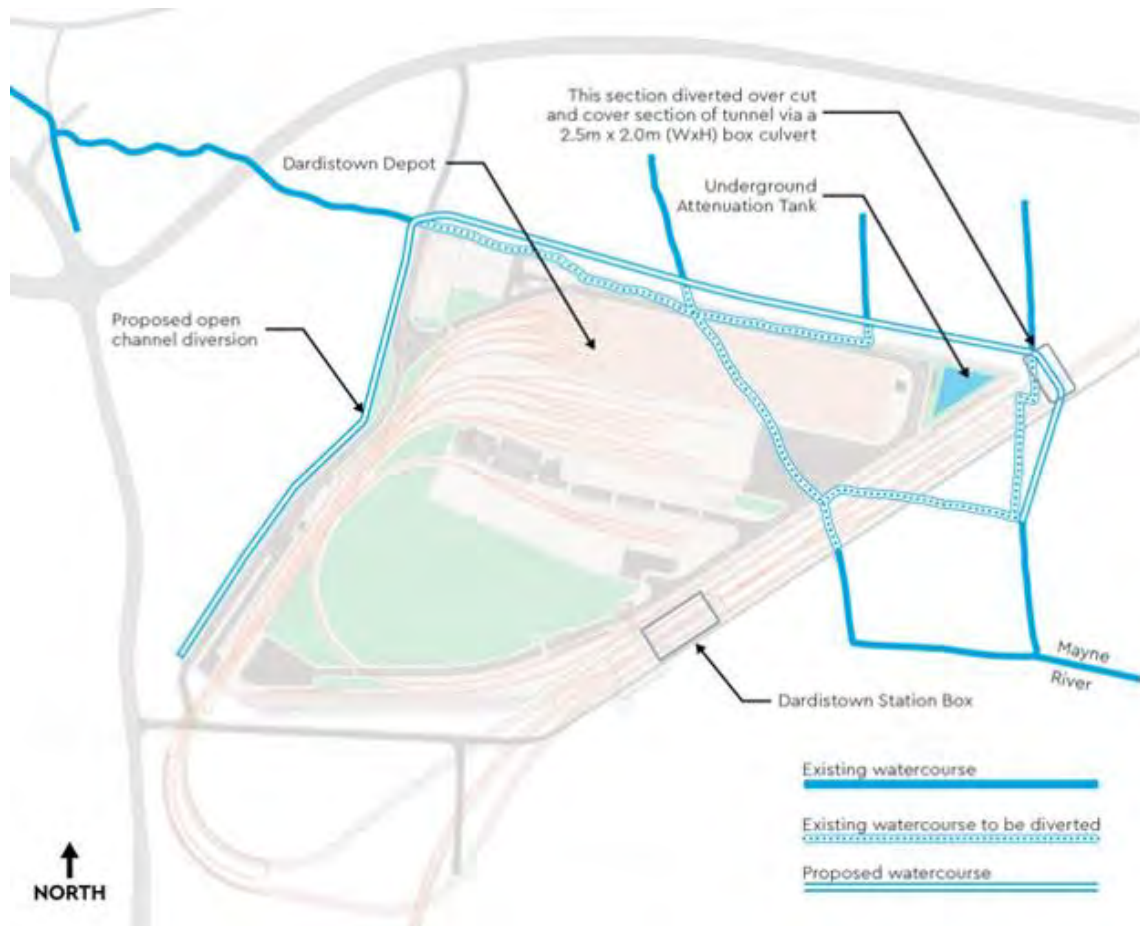 This section diverted over cut
and cover section of tunnel via a
2.5m x 2.0m (WxH) box culvert
Dardistown Depot
Underground
Attenuation Tank
Proposed open
channel diversion
Mayne
River
Dardistown Station Box
Existing watercourse
Existing watercourse to be diverted
Proposed watercourse
NORTH